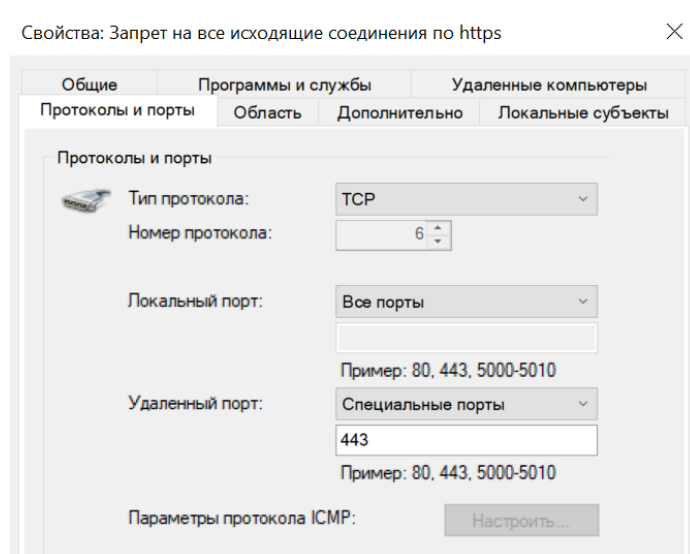 Свойства: Запрет на все исходящие соединения по https
Общие Программы и службы Удаленные компьютеры
Протоколы и порты Область Дополнительно Локальные субъекты
Протоколы и порты
Тип протокола: TCP
Номер протокола: 6
Локальный порт: Все порты
Пример: 80, 443, 5000-5010
Удаленный порт: Специальные порты
443
Пример: 80, 443, 5000-5010
Параметры протокола ICMP: Настроить...